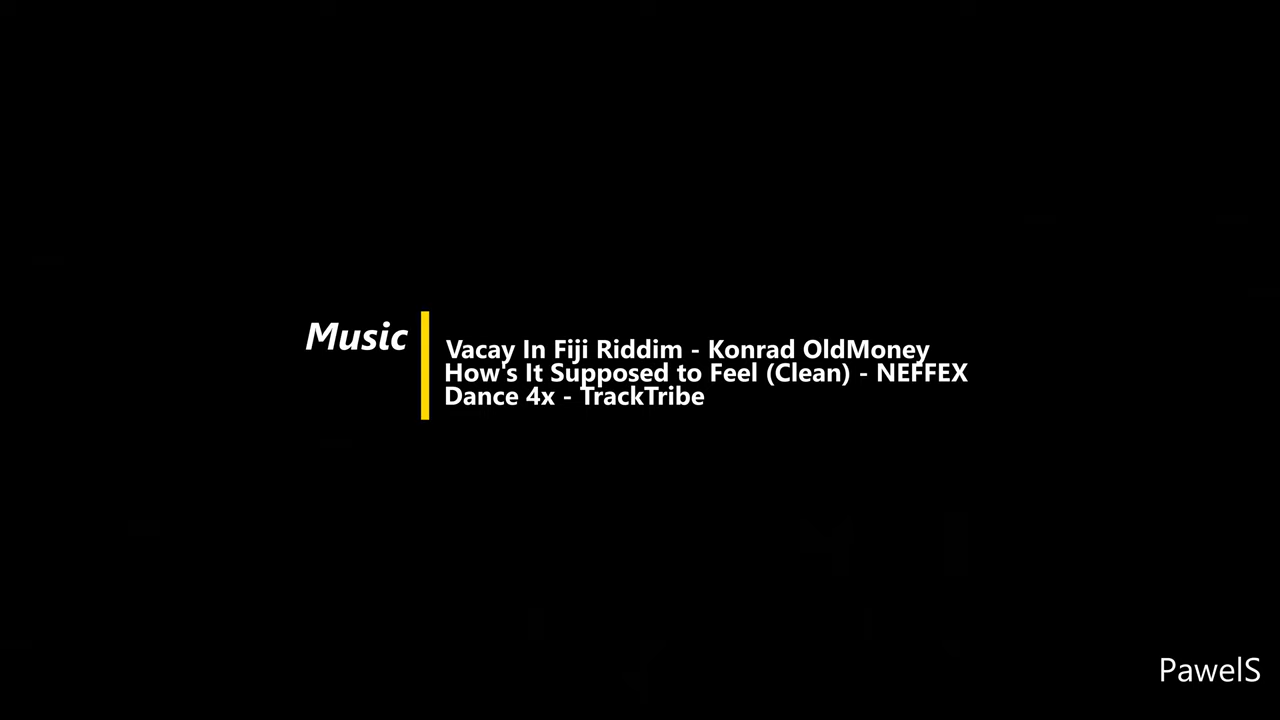 Music
Vacay In Fiji Riddim - Konrad OldMoney
How's It Supposed to Feel (Clean) - NEFFEX
Dance 4x - TrackTribe
PawelS